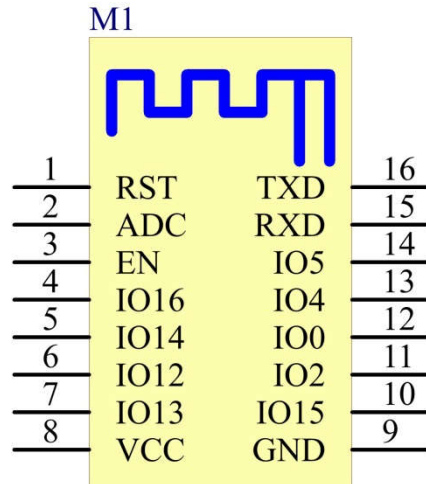 M1
1 RST TXD 16
2 ADC RXD 15
3 EN IO5 14
4 IO16 IO4 13
5 IO14 IO0 12
6 IO12 IO2 11
7 IO13 IO15 10
8 VCC GND 9